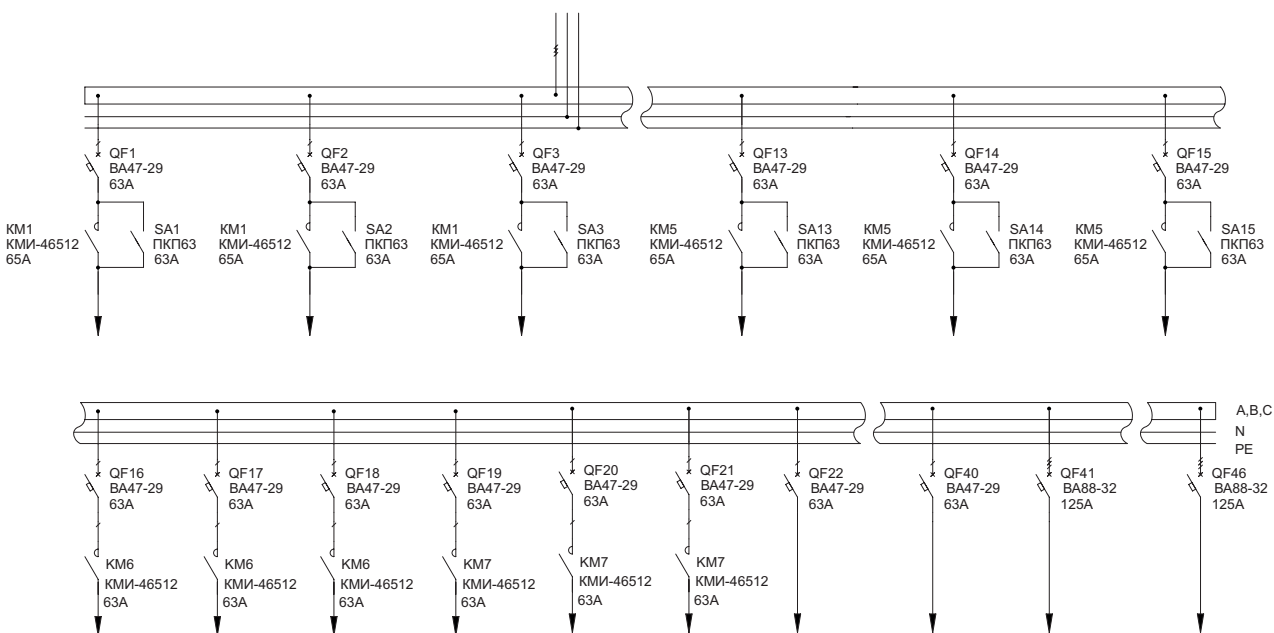 QF1
ВА47-29
63А
QF2
ВА47-29
63А
QF3
ВА47-29
63А
QF13
ВА47-29
63А
QF14
ВА47-29
63А
QF15
ВА47-29
63А
КМ1
КМИ-46512
65А
SA1
ПКП63
63А
КМ1
КМИ-46512
65А
SA2
ПКП63
63А
КМ1
КМИ-46512
65А
SA3
ПКП63
63А
КМ5
КМИ-46512
65А
SA13
ПКП63
63А
КМ5
КМИ-46512
65А
SA14
ПКП63
63А
КМ5
КМИ-46512
65А
SA15
ПКП63
63А
A,B,C
N
PE
QF16
ВА47-29
63А
QF17
ВА47-29
63А
QF18
ВА47-29
63А
QF19
ВА47-29
63А
QF20
ВА47-29
63А
QF21
ВА47-29
63А
QF22
ВА47-29
63А
QF40
ВА47-29
63А
QF41
ВА88-32
125А
QF46
ВА88-32
125А
КМ6
КМИ-46512
63А
КМ6
КМИ-46512
63А
КМ6
КМИ-46512
63А
КМ7
КМИ-46512
63А
КМ7
КМИ-46512
63А
КМ7
КМИ-46512
63А